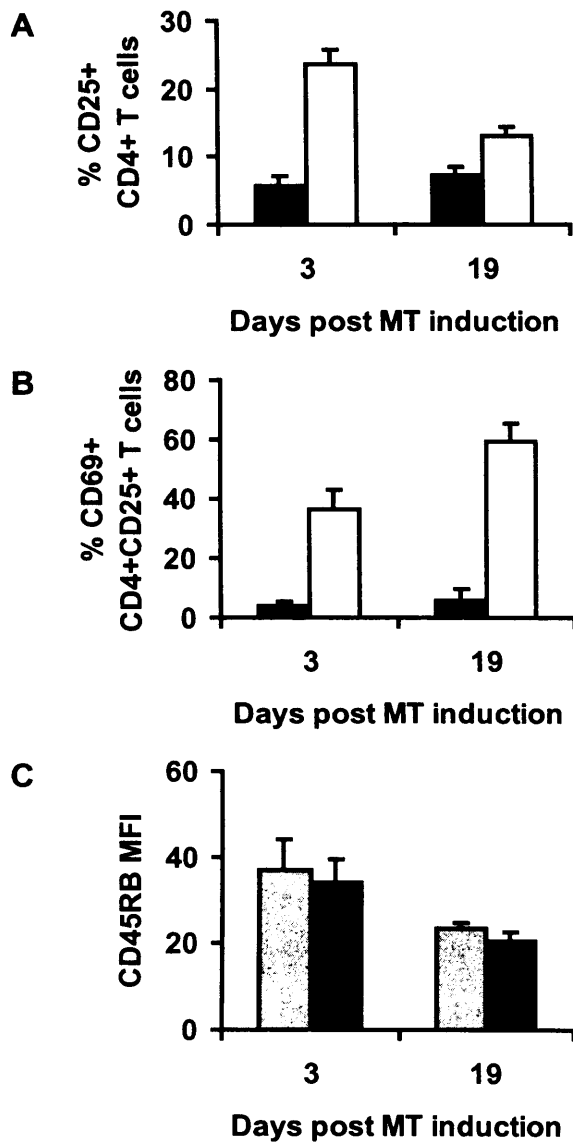 A
% CD25+
CD4+ T cells
30
20
10
0
3
19
Days post MT induction
B
% CD69+
CD4+CD25+ T cells
80
60
40
20
0
3
19
Days post MT induction
C
CD45RB MFI
60
40
20
0
3
19
Days post MT induction